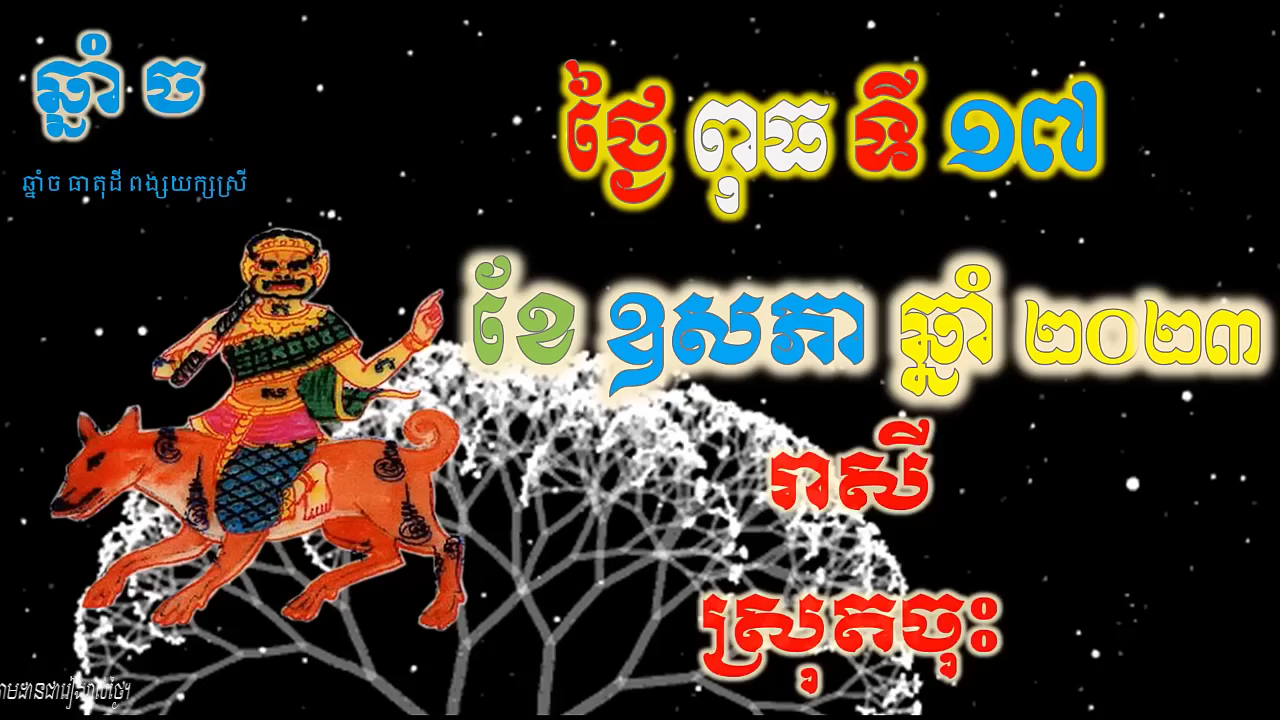 ឆ្នាំ ច
ឆ្នាំច ធាតុដី ពង្សយក្សស្រី
ថ្ងៃ ពុធ ទី ១៧
ខែ ឧសភា ឆ្នាំ ២០២៣
រាសី
ស្រុតចុះ